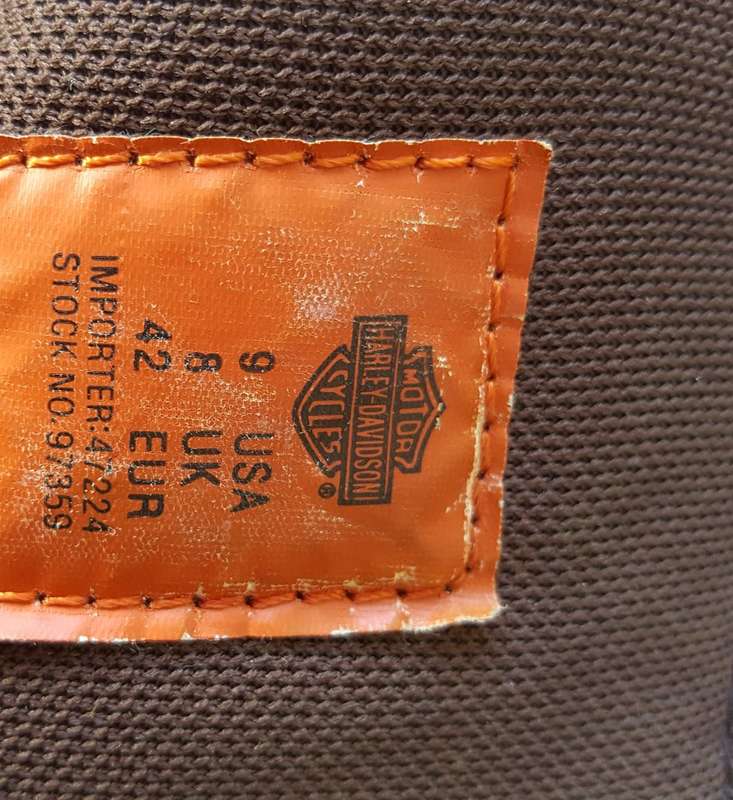 MOTOR
HARLEY-DAVIDSON
CYCLES
®
9 USA
8 UK
42 EUR
IMPORTER:47224
STOCK NO:97359